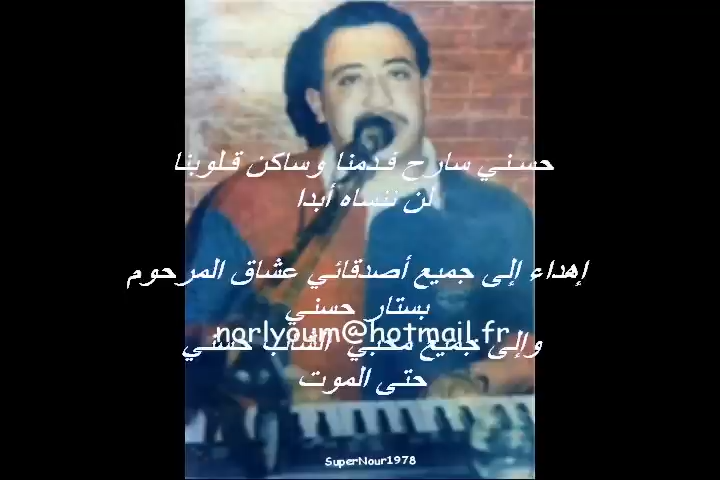 حسني سارح فدمنا وساكن قلوبنا
لن ننساه أبدا
إهداء إلى جميع أصدقائي عشاق المرحوم
بستار حسني
norlyoum@hotmail.fr
وإلى جميع محبي الشاب حسني
حتى الموت
SuperNour1978